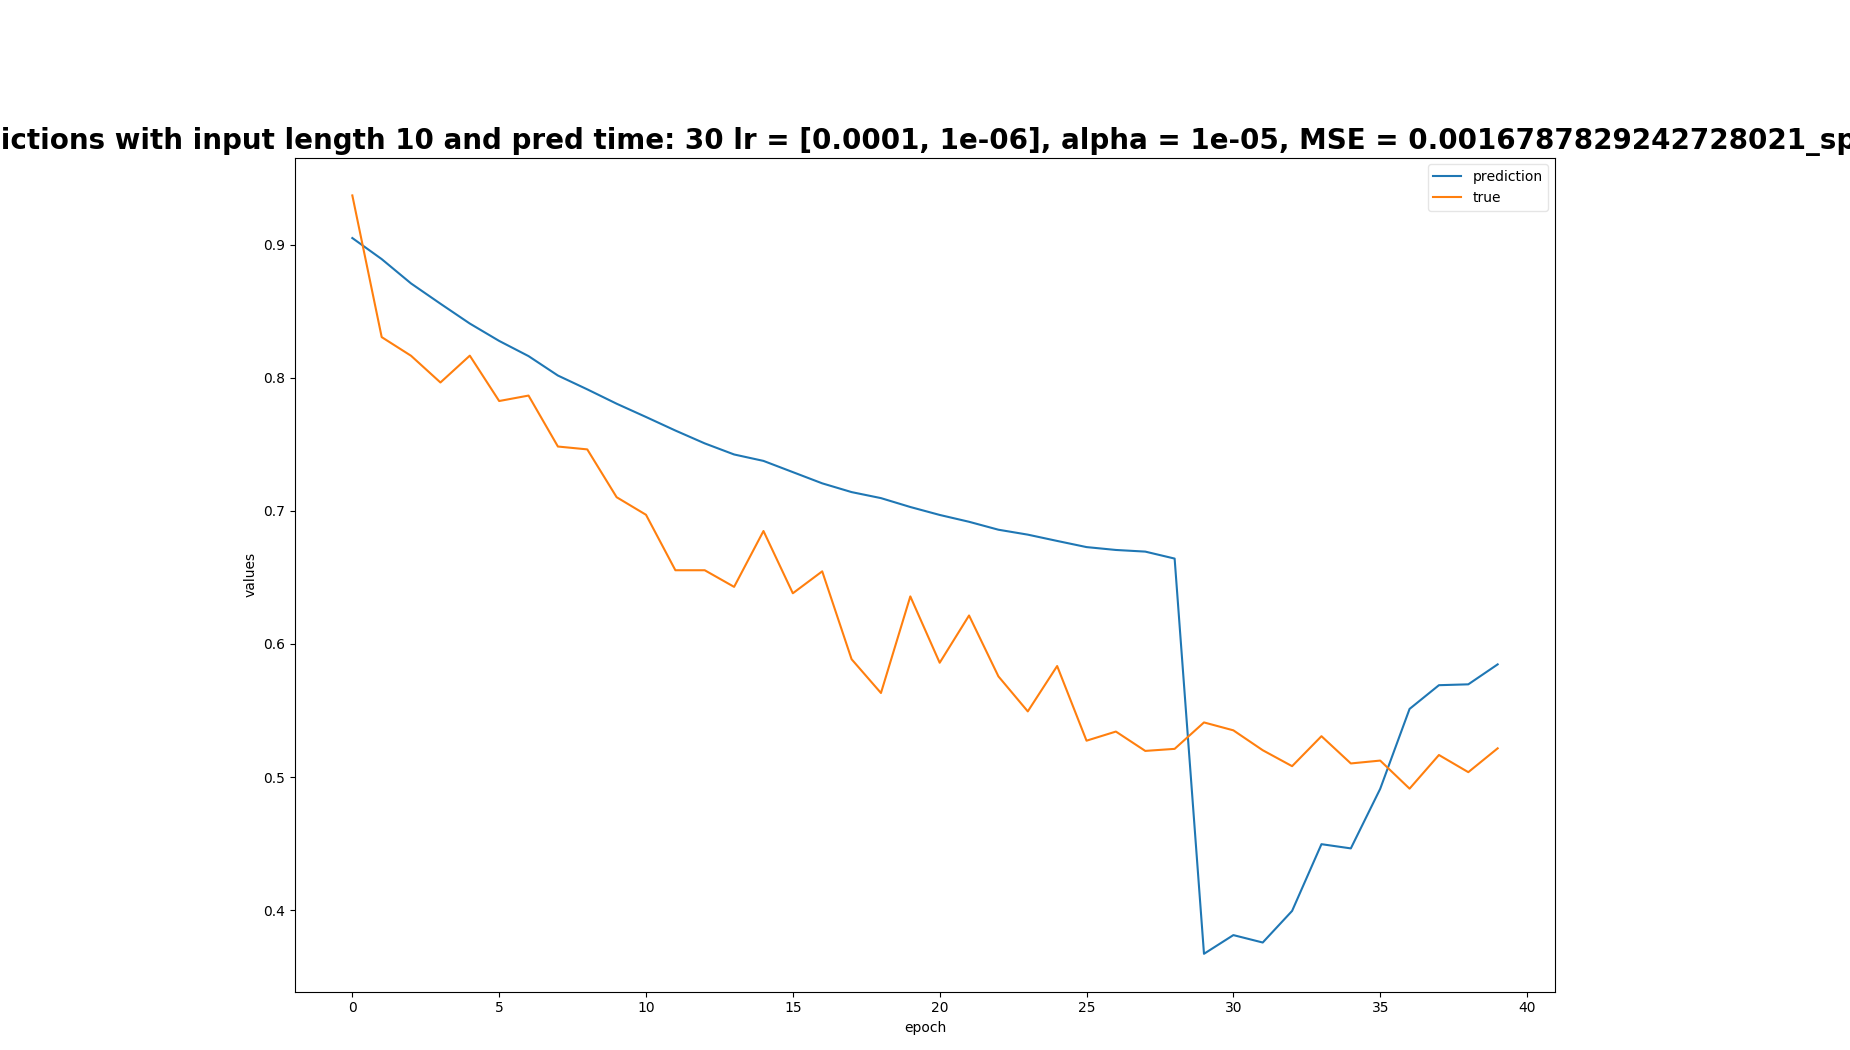 ictions with input length 10 and pred time: 30 lr = [0.0001, 1e-06], alpha = 1e-05, MSE = 0.0016787829242728021_sp
prediction
true
0.9
0.8
0.7
0.6
0.5
0.4
values
0 5 10 15 20 25 30 35 40
epoch